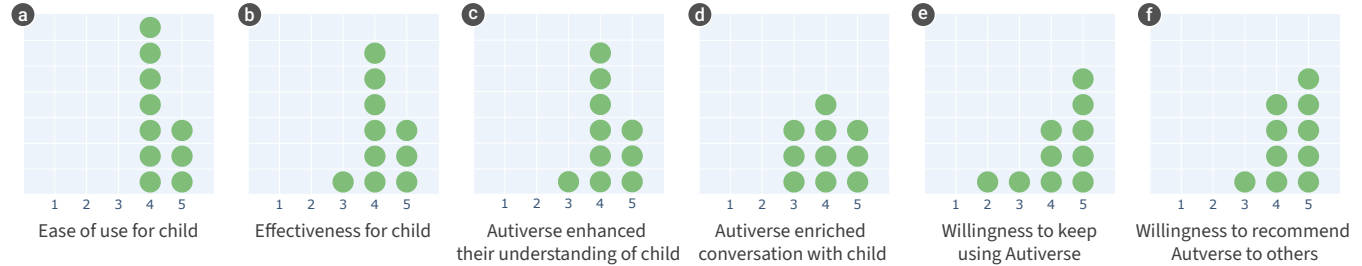 a b c d e f
1 2 3 4 5 1 2 3 4 5 1 2 3 4 5 1 2 3 4 5 1 2 3 4 5 1 2 3 4 5
Ease of use for child
Effectiveness for child
Autiverse enhanced
their understanding of child
Autiverse enriched
conversation with child
Willingness to keep
using Autiverse
Willingness to recommend
Autverse to others